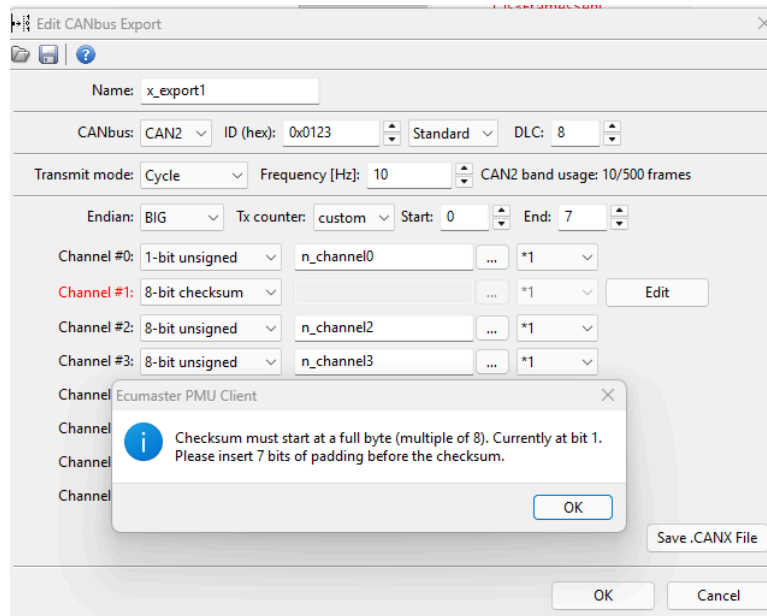 Edit CANbus Export
Name: x_export1
CANbus: CAN2 ID (hex): 0x0123 Standard DLC: 8
Transmit mode: Cycle Frequency [Hz]: 10 CAN2 band usage: 10/500 frames
Endian: BIG Tx counter: custom Start: 0 End: 7
Channel #0: 1-bit unsigned n_channel0 ... *1
Channel #1: 8-bit checksum ... *1 Edit
Channel #2: 8-bit unsigned n_channel2 ... *1
Channel #3: 8-bit unsigned n_channel3 ... *1
Channel
Ecumaster PMU Client
Channel
Checksum must start at a full byte (multiple of 8). Currently at bit 1.
Please insert 7 bits of padding before the checksum.
Channel
Channel
OK
Save .CANX File
OK Cancel